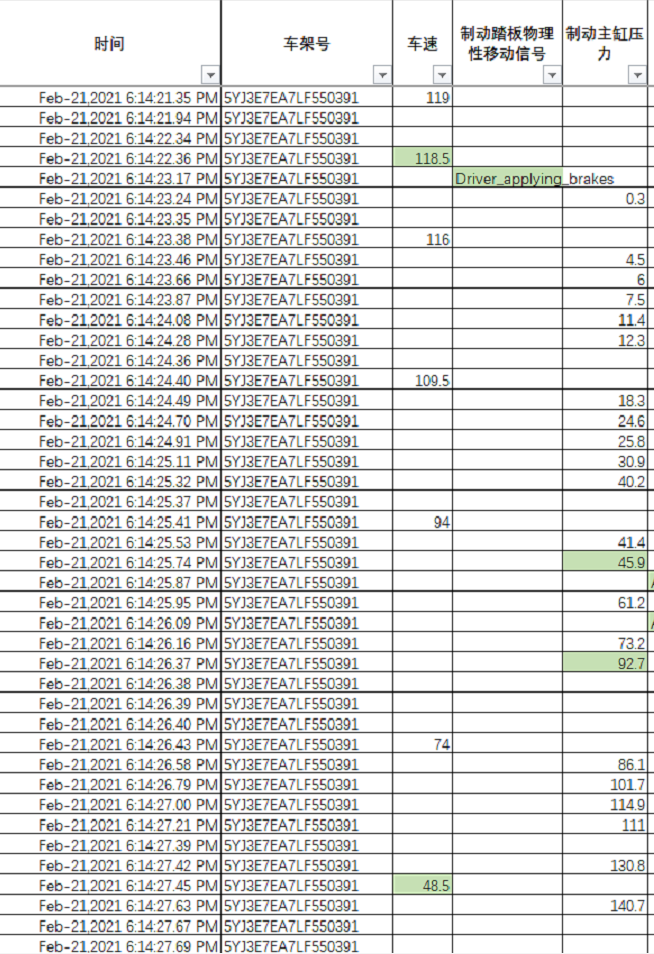 时间 车架号 车速 制动踏板物理性移动信号 制动主缸压力
Feb-21,2021 6:14:21.35 PM 5YJ3E7EA7LF550391 119
Feb-21,2021 6:14:21.94 PM 5YJ3E7EA7LF550391
Feb-21,2021 6:14:22.34 PM 5YJ3E7EA7LF550391
Feb-21,2021 6:14:22.36 PM 5YJ3E7EA7LF550391 118.5
Feb-21,2021 6:14:23.17 PM 5YJ3E7EA7LF550391 Driver_applying_brakes
Feb-21,2021 6:14:23.24 PM 5YJ3E7EA7LF550391 0.3
Feb-21,2021 6:14:23.35 PM 5YJ3E7EA7LF550391
Feb-21,2021 6:14:23.38 PM 5YJ3E7EA7LF550391 116
Feb-21,2021 6:14:23.46 PM 5YJ3E7EA7LF550391 4.5
Feb-21,2021 6:14:23.66 PM 5YJ3E7EA7LF550391 6
Feb-21,2021 6:14:23.87 PM 5YJ3E7EA7LF550391 7.5
Feb-21,2021 6:14:24.08 PM 5YJ3E7EA7LF550391 11.4
Feb-21,2021 6:14:24.28 PM 5YJ3E7EA7LF550391 12.3
Feb-21,2021 6:14:24.36 PM 5YJ3E7EA7LF550391
Feb-21,2021 6:14:24.40 PM 5YJ3E7EA7LF550391 109.5
Feb-21,2021 6:14:24.49 PM 5YJ3E7EA7LF550391 18.3
Feb-21,2021 6:14:24.70 PM 5YJ3E7EA7LF550391 24.6
Feb-21,2021 6:14:24.91 PM 5YJ3E7EA7LF550391 25.8
Feb-21,2021 6:14:25.11 PM 5YJ3E7EA7LF550391 30.9
Feb-21,2021 6:14:25.32 PM 5YJ3E7EA7LF550391 40.2
Feb-21,2021 6:14:25.37 PM 5YJ3E7EA7LF550391
Feb-21,2021 6:14:25.41 PM 5YJ3E7EA7LF550391 94
Feb-21,2021 6:14:25.53 PM 5YJ3E7EA7LF550391 41.4
Feb-21,2021 6:14:25.74 PM 5YJ3E7EA7LF550391 45.9
Feb-21,2021 6:14:25.87 PM 5YJ3E7EA7LF550391
Feb-21,2021 6:14:25.95 PM 5YJ3E7EA7LF550391 61.2
Feb-21,2021 6:14:26.09 PM 5YJ3E7EA7LF550391
Feb-21,2021 6:14:26.16 PM 5YJ3E7EA7LF550391 73.2
Feb-21,2021 6:14:26.37 PM 5YJ3E7EA7LF550391 92.7
Feb-21,2021 6:14:26.38 PM 5YJ3E7EA7LF550391
Feb-21,2021 6:14:26.39 PM 5YJ3E7EA7LF550391
Feb-21,2021 6:14:26.40 PM 5YJ3E7EA7LF550391
Feb-21,2021 6:14:26.43 PM 5YJ3E7EA7LF550391 74
Feb-21,2021 6:14:26.58 PM 5YJ3E7EA7LF550391 86.1
Feb-21,2021 6:14:26.79 PM 5YJ3E7EA7LF550391 101.7
Feb-21,2021 6:14:27.00 PM 5YJ3E7EA7LF550391 114.9
Feb-21,2021 6:14:27.21 PM 5YJ3E7EA7LF550391 111
Feb-21,2021 6:14:27.39 PM 5YJ3E7EA7LF550391
Feb-21,2021 6:14:27.42 PM 5YJ3E7EA7LF550391 130.8
Feb-21,2021 6:14:27.45 PM 5YJ3E7EA7LF550391 48.5
Feb-21,2021 6:14:27.63 PM 5YJ3E7EA7LF550391 140.7
Feb-21,2021 6:14:27.67 PM 5YJ3E7EA7LF550391
Feb-21,2021 6:14:27.69 PM 5YJ3E7EA7LF550391